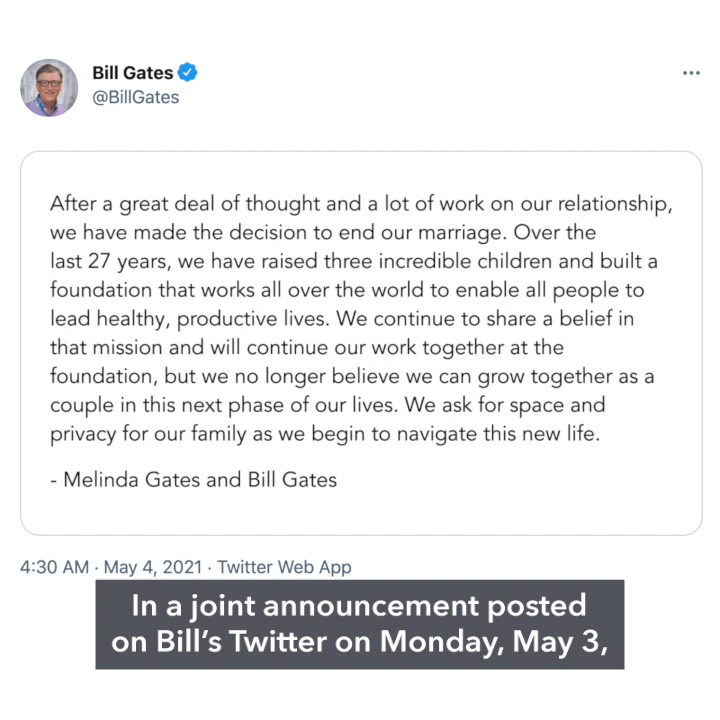 Bill Gates
@BillGates
After a great deal of thought and a lot of work on our relationship,
we have made the decision to end our marriage. Over the
last 27 years, we have raised three incredible children and built a
foundation that works all over the world to enable all people to
lead healthy, productive lives. We continue to share a belief in
that mission and will continue our work together at the
foundation, but we no longer believe we can grow together as a
couple in this next phase of our lives. We ask for space and
privacy for our family as we begin to navigate this new life.
- Melinda Gates and Bill Gates
4:30 AM · May 4, 2021 · Twitter Web App
In a joint announcement posted
on Bill’s Twitter on Monday, May 3,